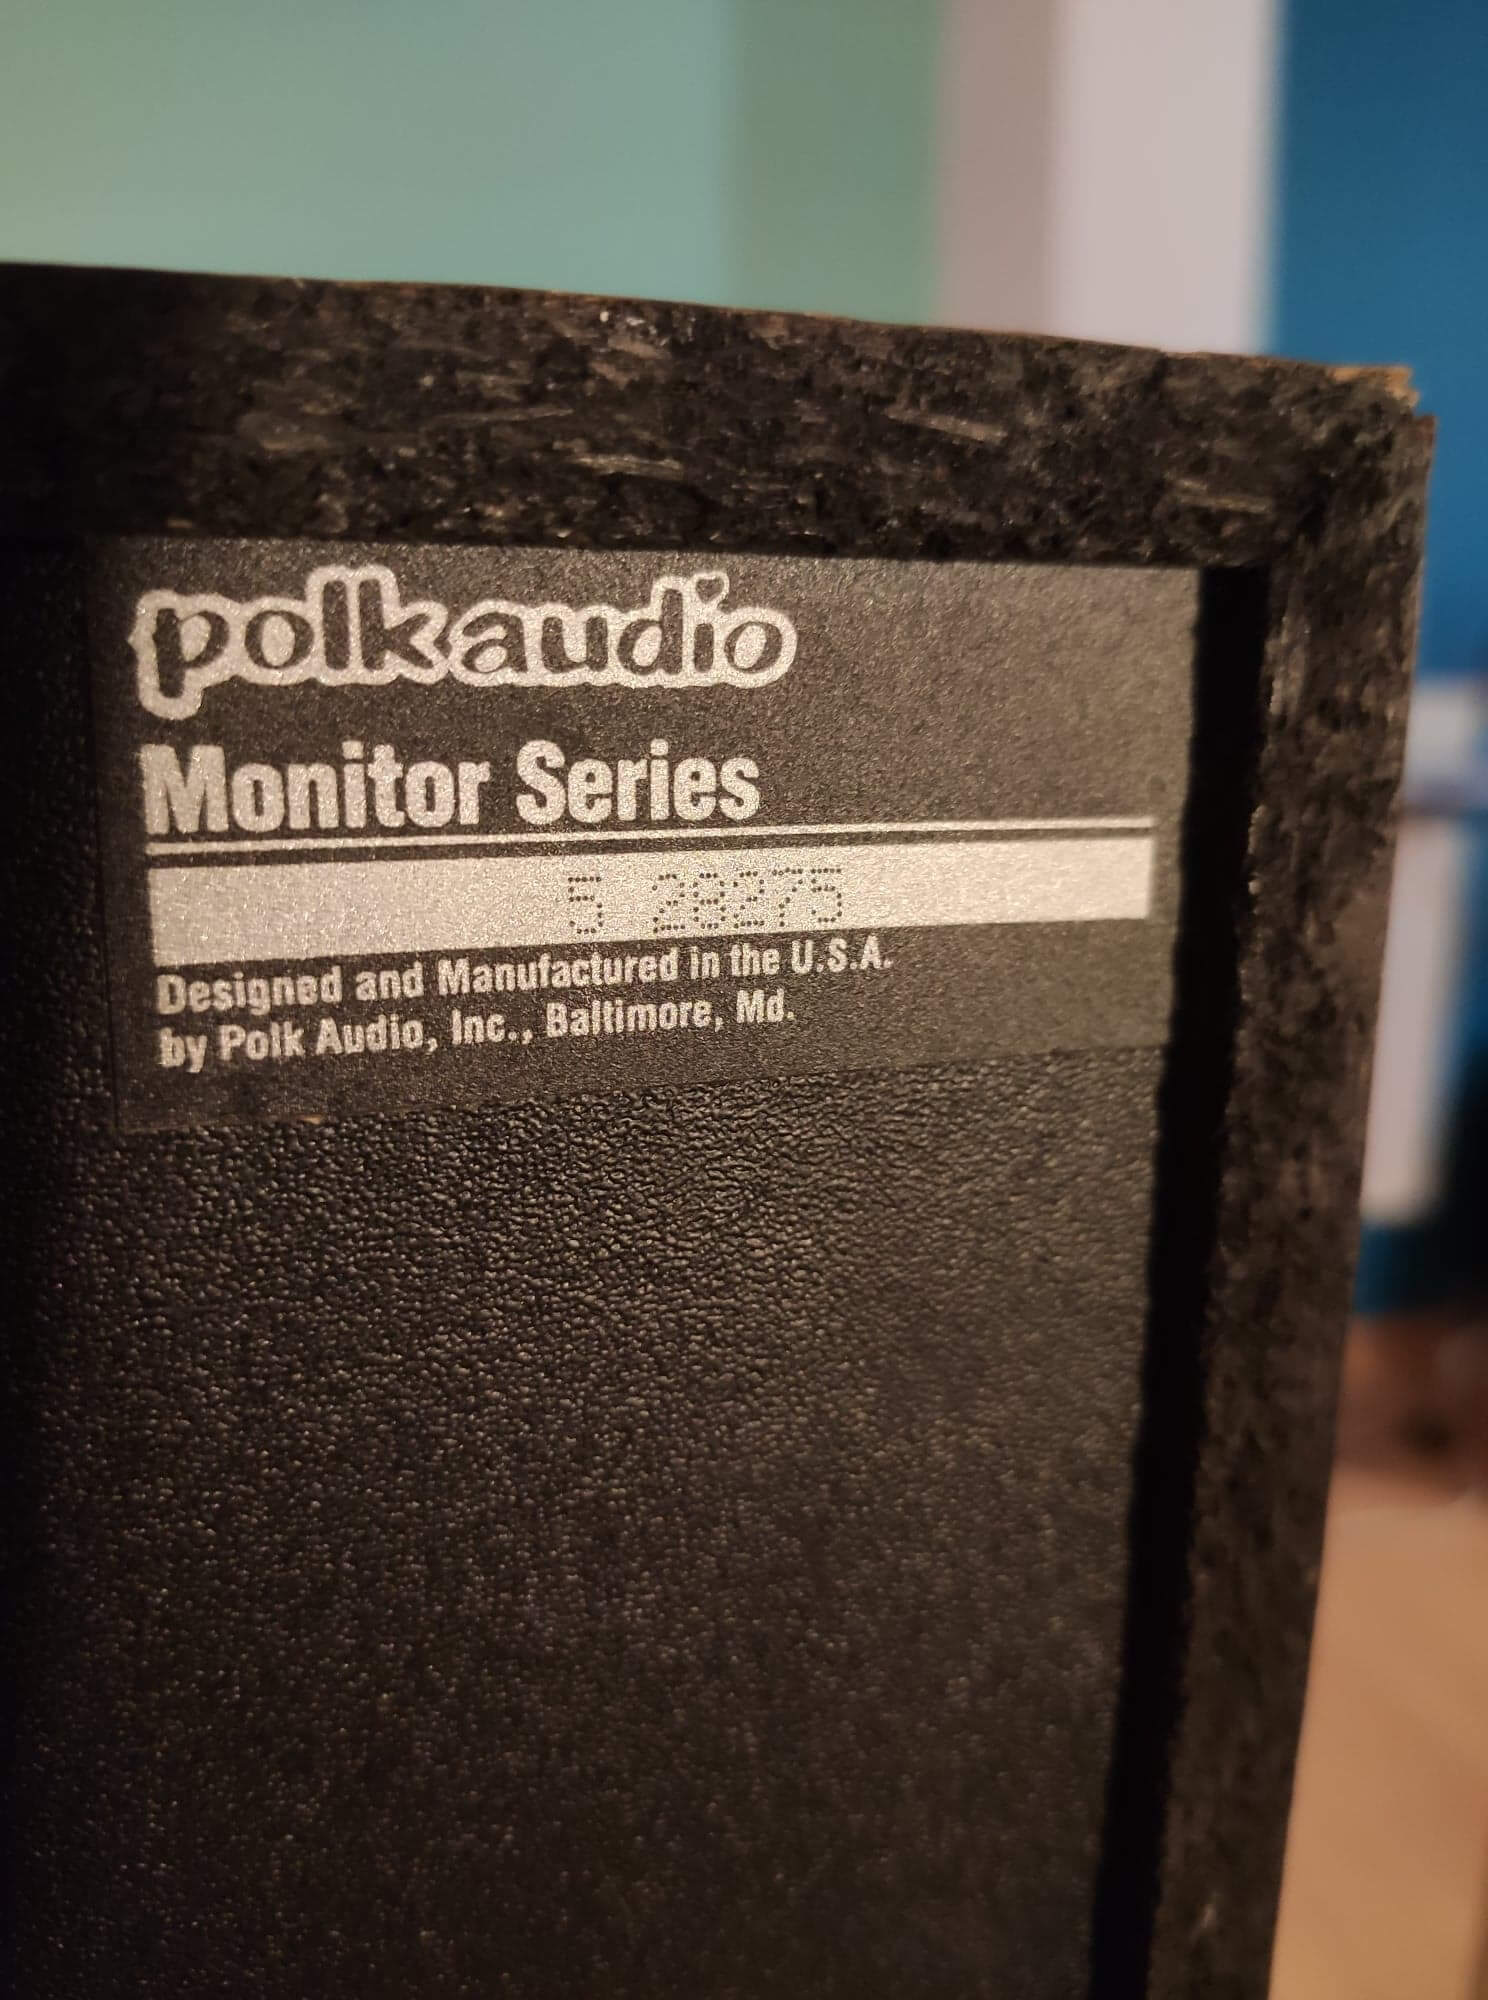 polkaudio
Monitor Series
5 28275
Designed and Manufactured in the U.S.A.
by Polk Audio, Inc., Baltimore, Md.